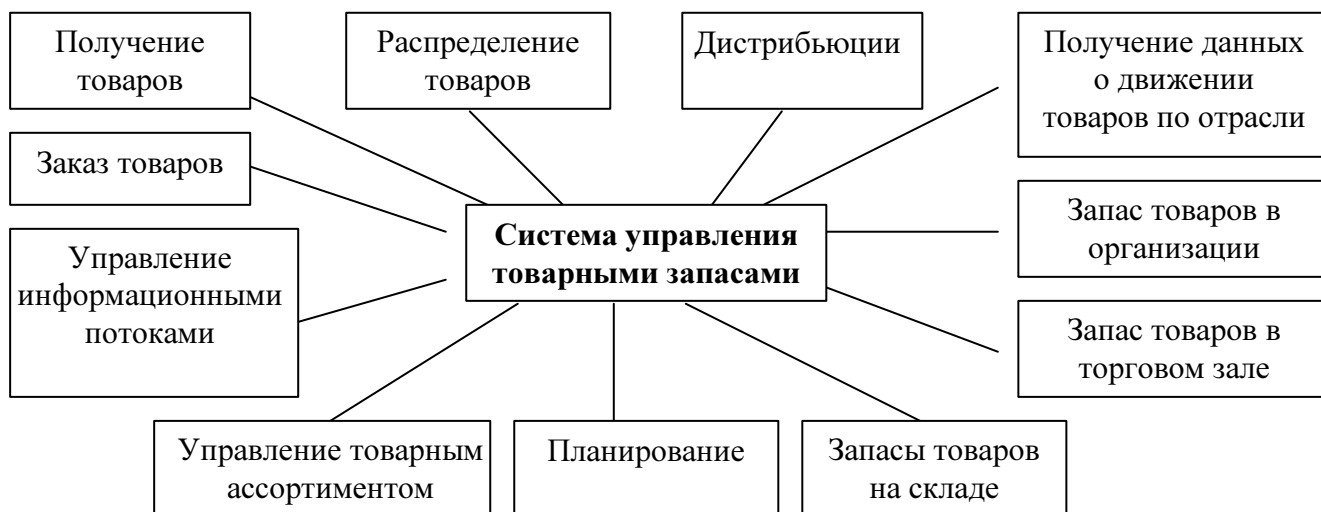 Получение
товаров
Распределение
товаров
Дистрибьюции
Получение данных
о движении
товаров по отрасли
Заказ товаров
Система управления
товарными запасами
Запас товаров в
организации
Управление
информационными
потоками
Запас товаров в
торговом зале
Управление товарным
ассортиментом
Планирование
Запасы товаров
на складе